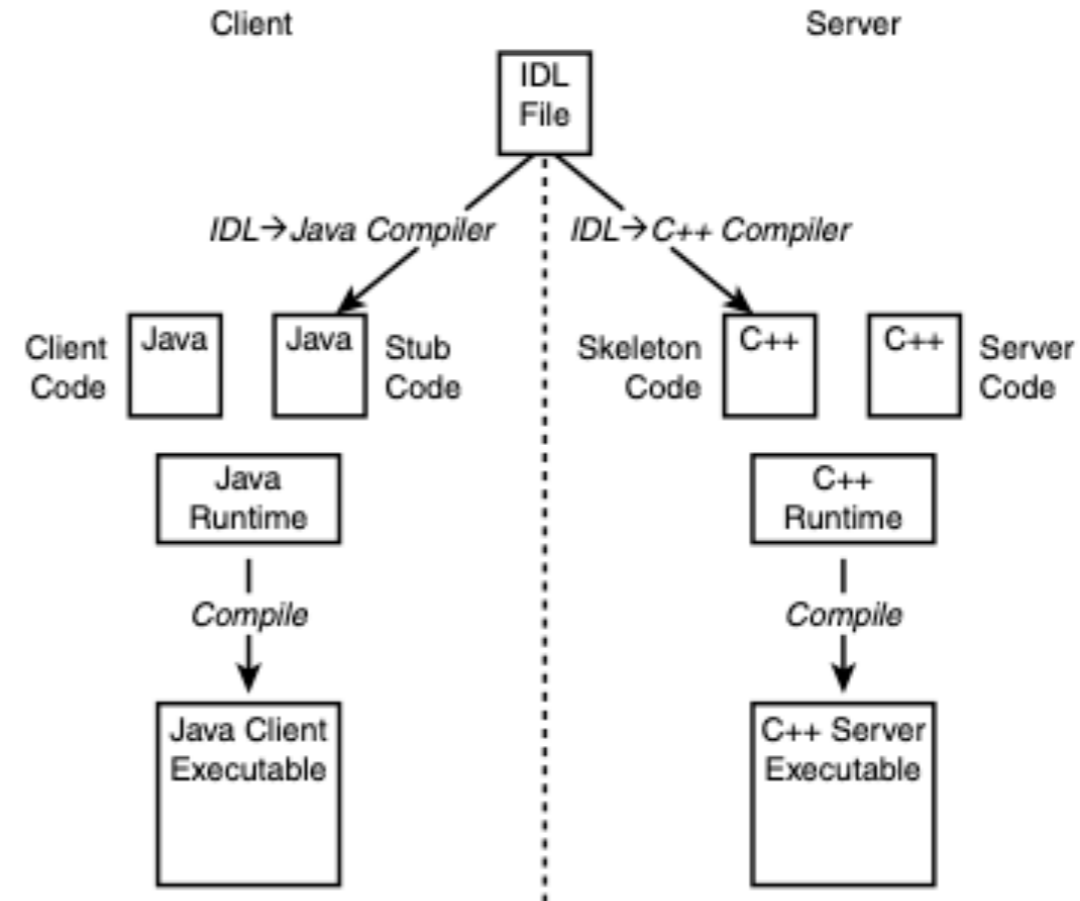 Client
Server
IDL
File
IDL→Java Compiler
IDL→C++ Compiler
Client
Code
Java
Java
Stub
Code
Skeleton
Code
C++
C++
Server
Code
Java
Runtime
C++
Runtime
Compile
Compile
Java Client
Executable
C++ Server
Executable